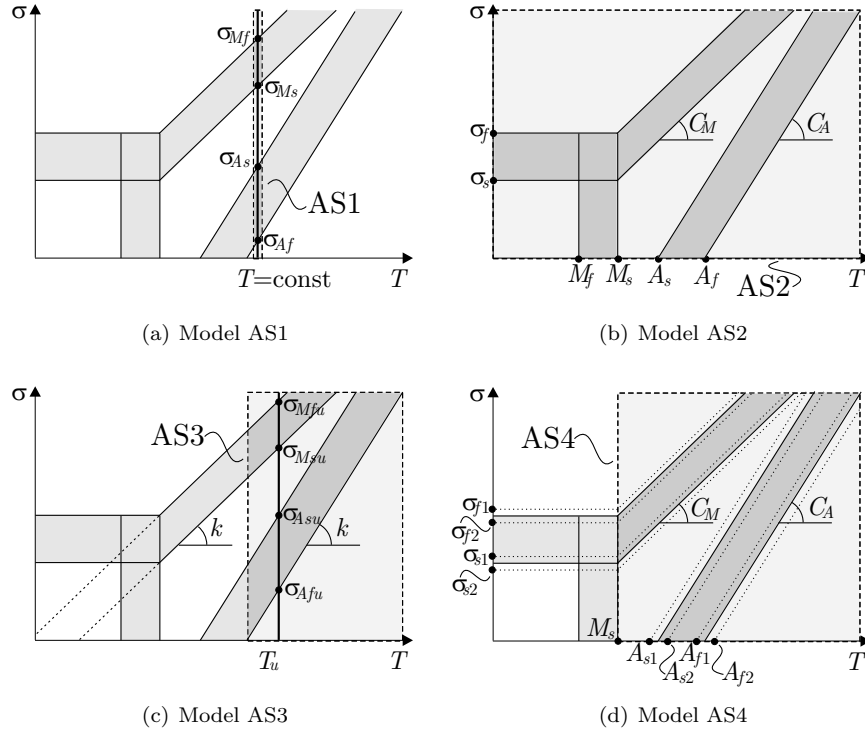 σ
σMf
σMs
σAs
AS1
σAf
T=const
T
(a) Model AS1
σ
σf
σs
CM
CA
Mf
Ms
As
Af
AS2
T
(b) Model AS2
σ
AS3
σMfu
σMsu
σAsu
k
k
σAfu
Tu
T
(c) Model AS3
σ
AS4
σf1
σf2
σs1
σs2
CM
CA
Ms
As1
As2
Af1
Af2
T
(d) Model AS4